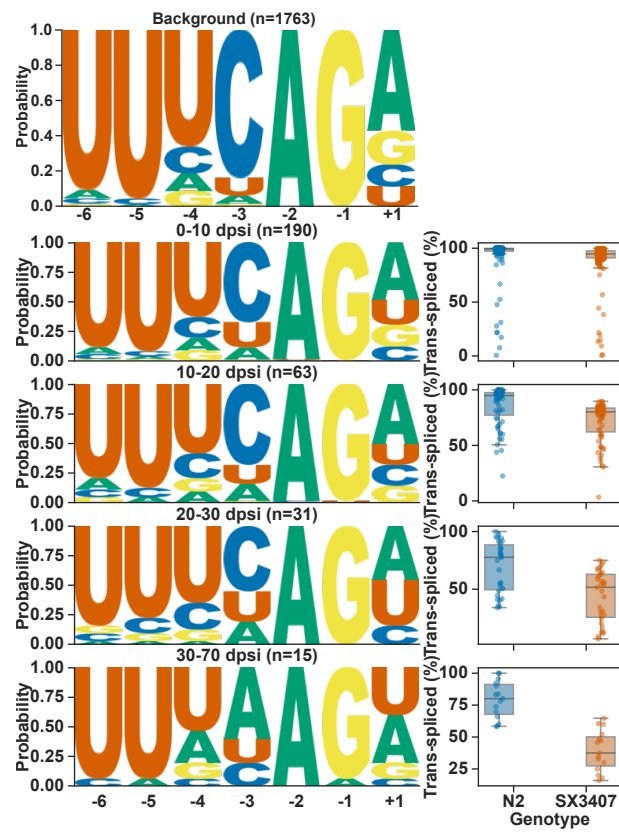 Background (n=1763)
Probability
1.0
0.8
0.6
0.4
0.2
0.0
U U U C A G A
A C C U G
C A A C
G U
-6 -5 -4 -3 -2 -1 +1
0-10 dpsi (n=190)
Probability
1.00
0.75
0.50
0.25
0.00
U U U C A G A
A C C U U
C A A A G
G C
Trans-spliced (%)
100
50
0
10-20 dpsi (n=63)
Probability
1.00
0.75
0.50
0.25
0.00
U U U C A G A
A A C U U
C C A A C
G G G
Trans-spliced (%)
100
50
0
20-30 dpsi (n=31)
Probability
1.00
0.75
0.50
0.25
0.00
U U U C A G A
G C C U U
C G G A C
Trans-spliced (%)
100
50
30-70 dpsi (n=15)
Probability
1.00
0.75
0.50
0.25
0.00
U U U A A G U
C A A U A A
G C G
C C
-6 -5 -4 -3 -2 -1 +1
Trans-spliced (%)
100
75
50
25
N2 SX3407
Genotype